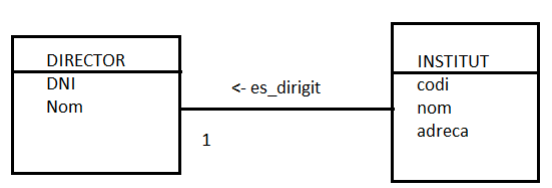 DIRECTOR
DNI
Nom
<- es_dirigit
1
INSTITUT
codi
nom
adreca